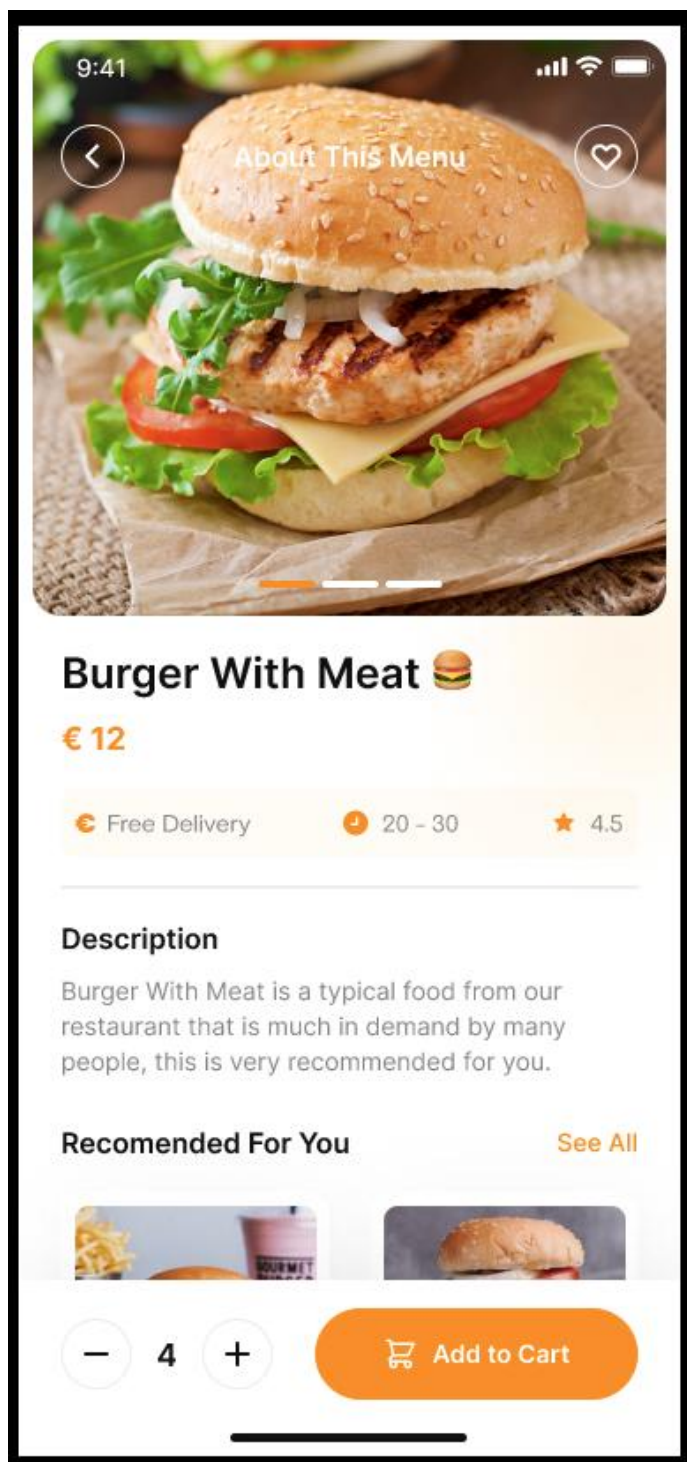 9:41
About This Menu
Burger With Meat 🍔
€ 12
Free Delivery
20 - 30
4.5
Description
Burger With Meat is a typical food from our
restaurant that is much in demand by many
people, this is very recommended for you.
Recomended For You
See All
GOURMET
4
Add to Cart